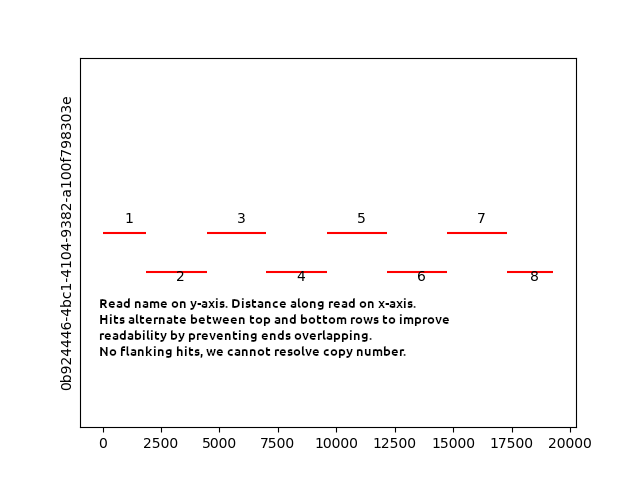 0b924446-4bc1-4104-9382-a100f798303e
1 3 5 7
2 4 6 8
Read name on y-axis. Distance along read on x-axis.
Hits alternate between top and bottom rows to improve
readability by preventing ends overlapping.
No flanking hits, we cannot resolve copy number.
0 2500 5000 7500 10000 12500 15000 17500 20000